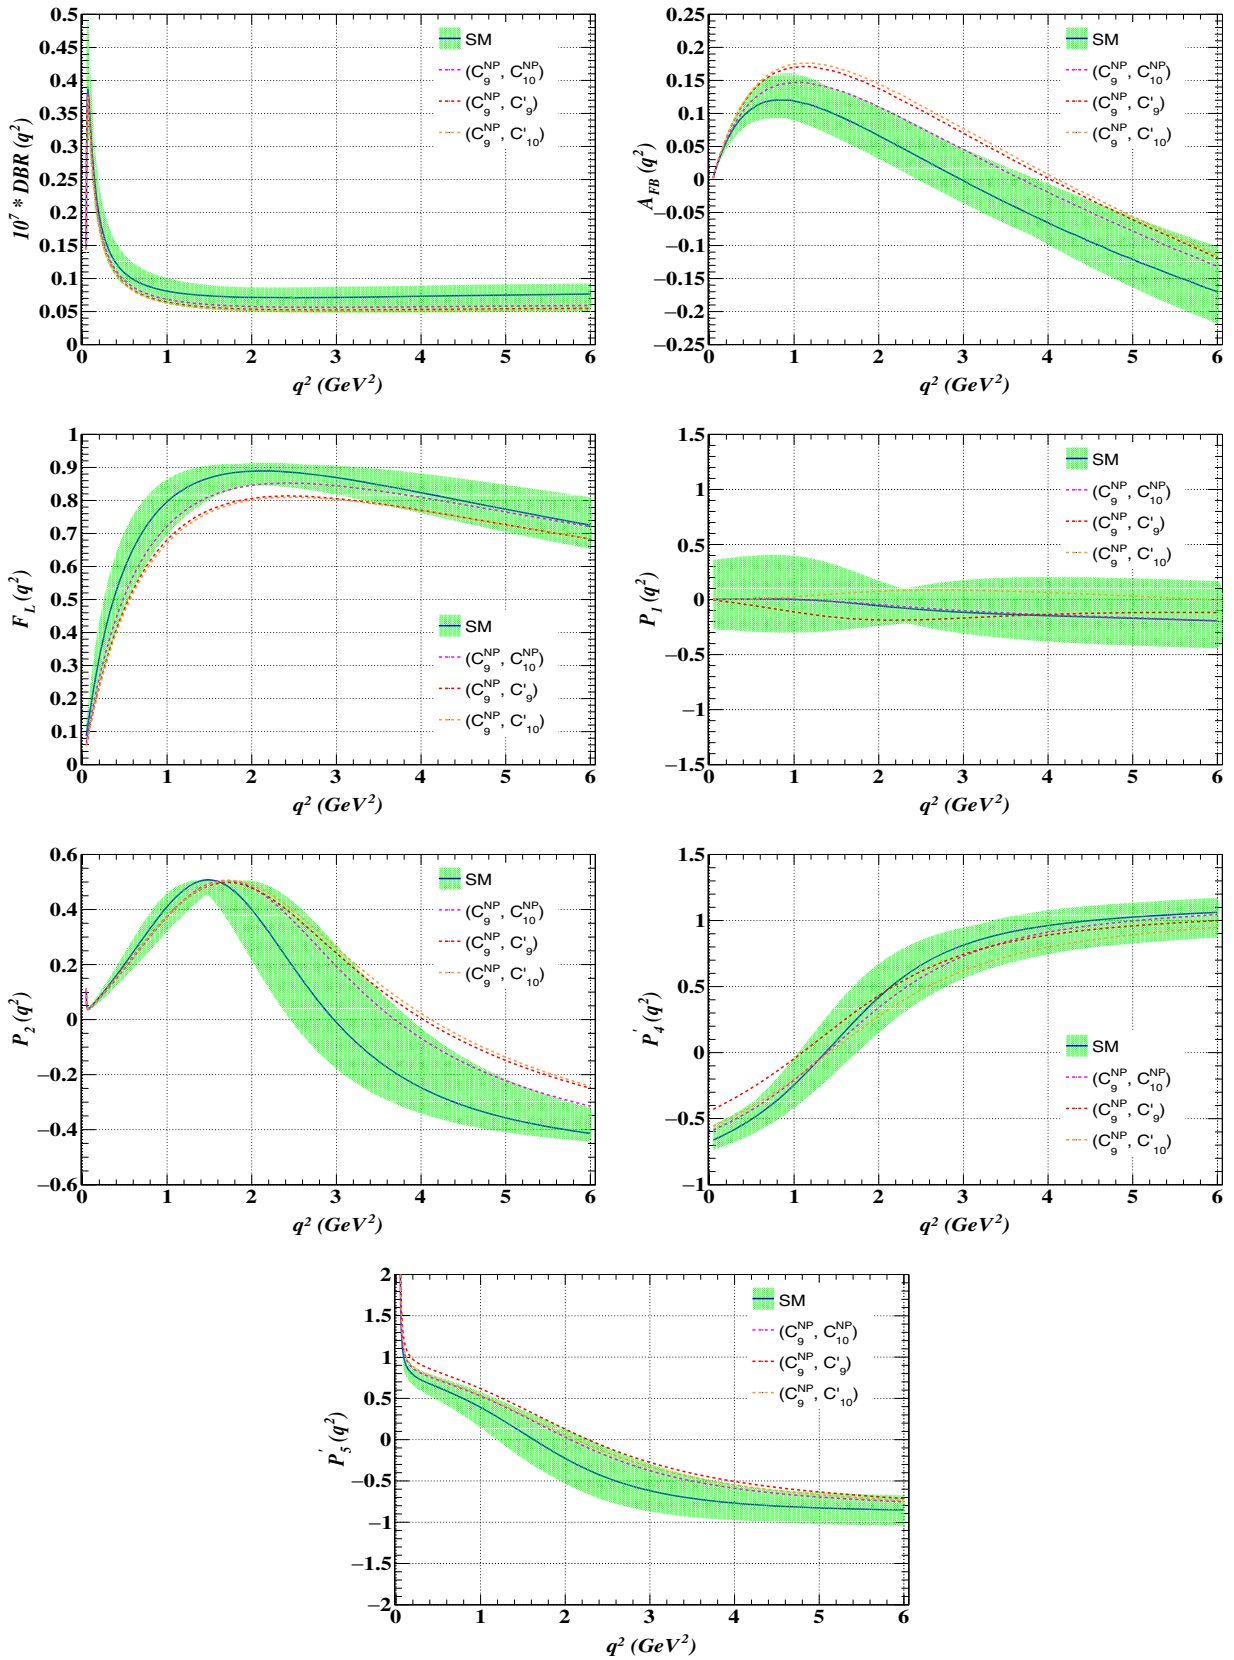 10^7 * DBR (q^2)
0.5
0.45
0.4
0.35
0.3
0.25
0.2
0.15
0.1
0.05
0
SM
(C_9^NP, C_10^NP)
(C_9^NP, C'_9)
(C_9^NP, C'_10)
0 1 2 3 4 5 6
q^2 (GeV^2)
A_FB (q^2)
0.25
0.2
0.15
0.1
0.05
0
−0.05
−0.1
−0.15
−0.2
−0.25
SM
(C_9^NP, C_10^NP)
(C_9^NP, C'_9)
(C_9^NP, C'_10)
0 1 2 3 4 5 6
q^2 (GeV^2)
F_L (q^2)
1
0.9
0.8
0.7
0.6
0.5
0.4
0.3
0.2
0.1
0
SM
(C_9^NP, C_10^NP)
(C_9^NP, C'_9)
(C_9^NP, C'_10)
0 1 2 3 4 5 6
q^2 (GeV^2)
P_1 (q^2)
1.5
1
0.5
0
−0.5
−1
−1.5
SM
(C_9^NP, C_10^NP)
(C_9^NP, C'_9)
(C_9^NP, C'_10)
0 1 2 3 4 5 6
q^2 (GeV^2)
P_2 (q^2)
0.6
0.4
0.2
0
−0.2
−0.4
−0.6
SM
(C_9^NP, C_10^NP)
(C_9^NP, C'_9)
(C_9^NP, C'_10)
0 1 2 3 4 5 6
q^2 (GeV^2)
P'_4 (q^2)
1.5
1
0.5
0
−0.5
−1
SM
(C_9^NP, C_10^NP)
(C_9^NP, C'_9)
(C_9^NP, C'_10)
0 1 2 3 4 5 6
q^2 (GeV^2)
P'_5 (q^2)
2
1.5
1
0.5
0
−0.5
−1
−1.5
−2
SM
(C_9^NP, C_10^NP)
(C_9^NP, C'_9)
(C_9^NP, C'_10)
0 1 2 3 4 5 6
q^2 (GeV^2)